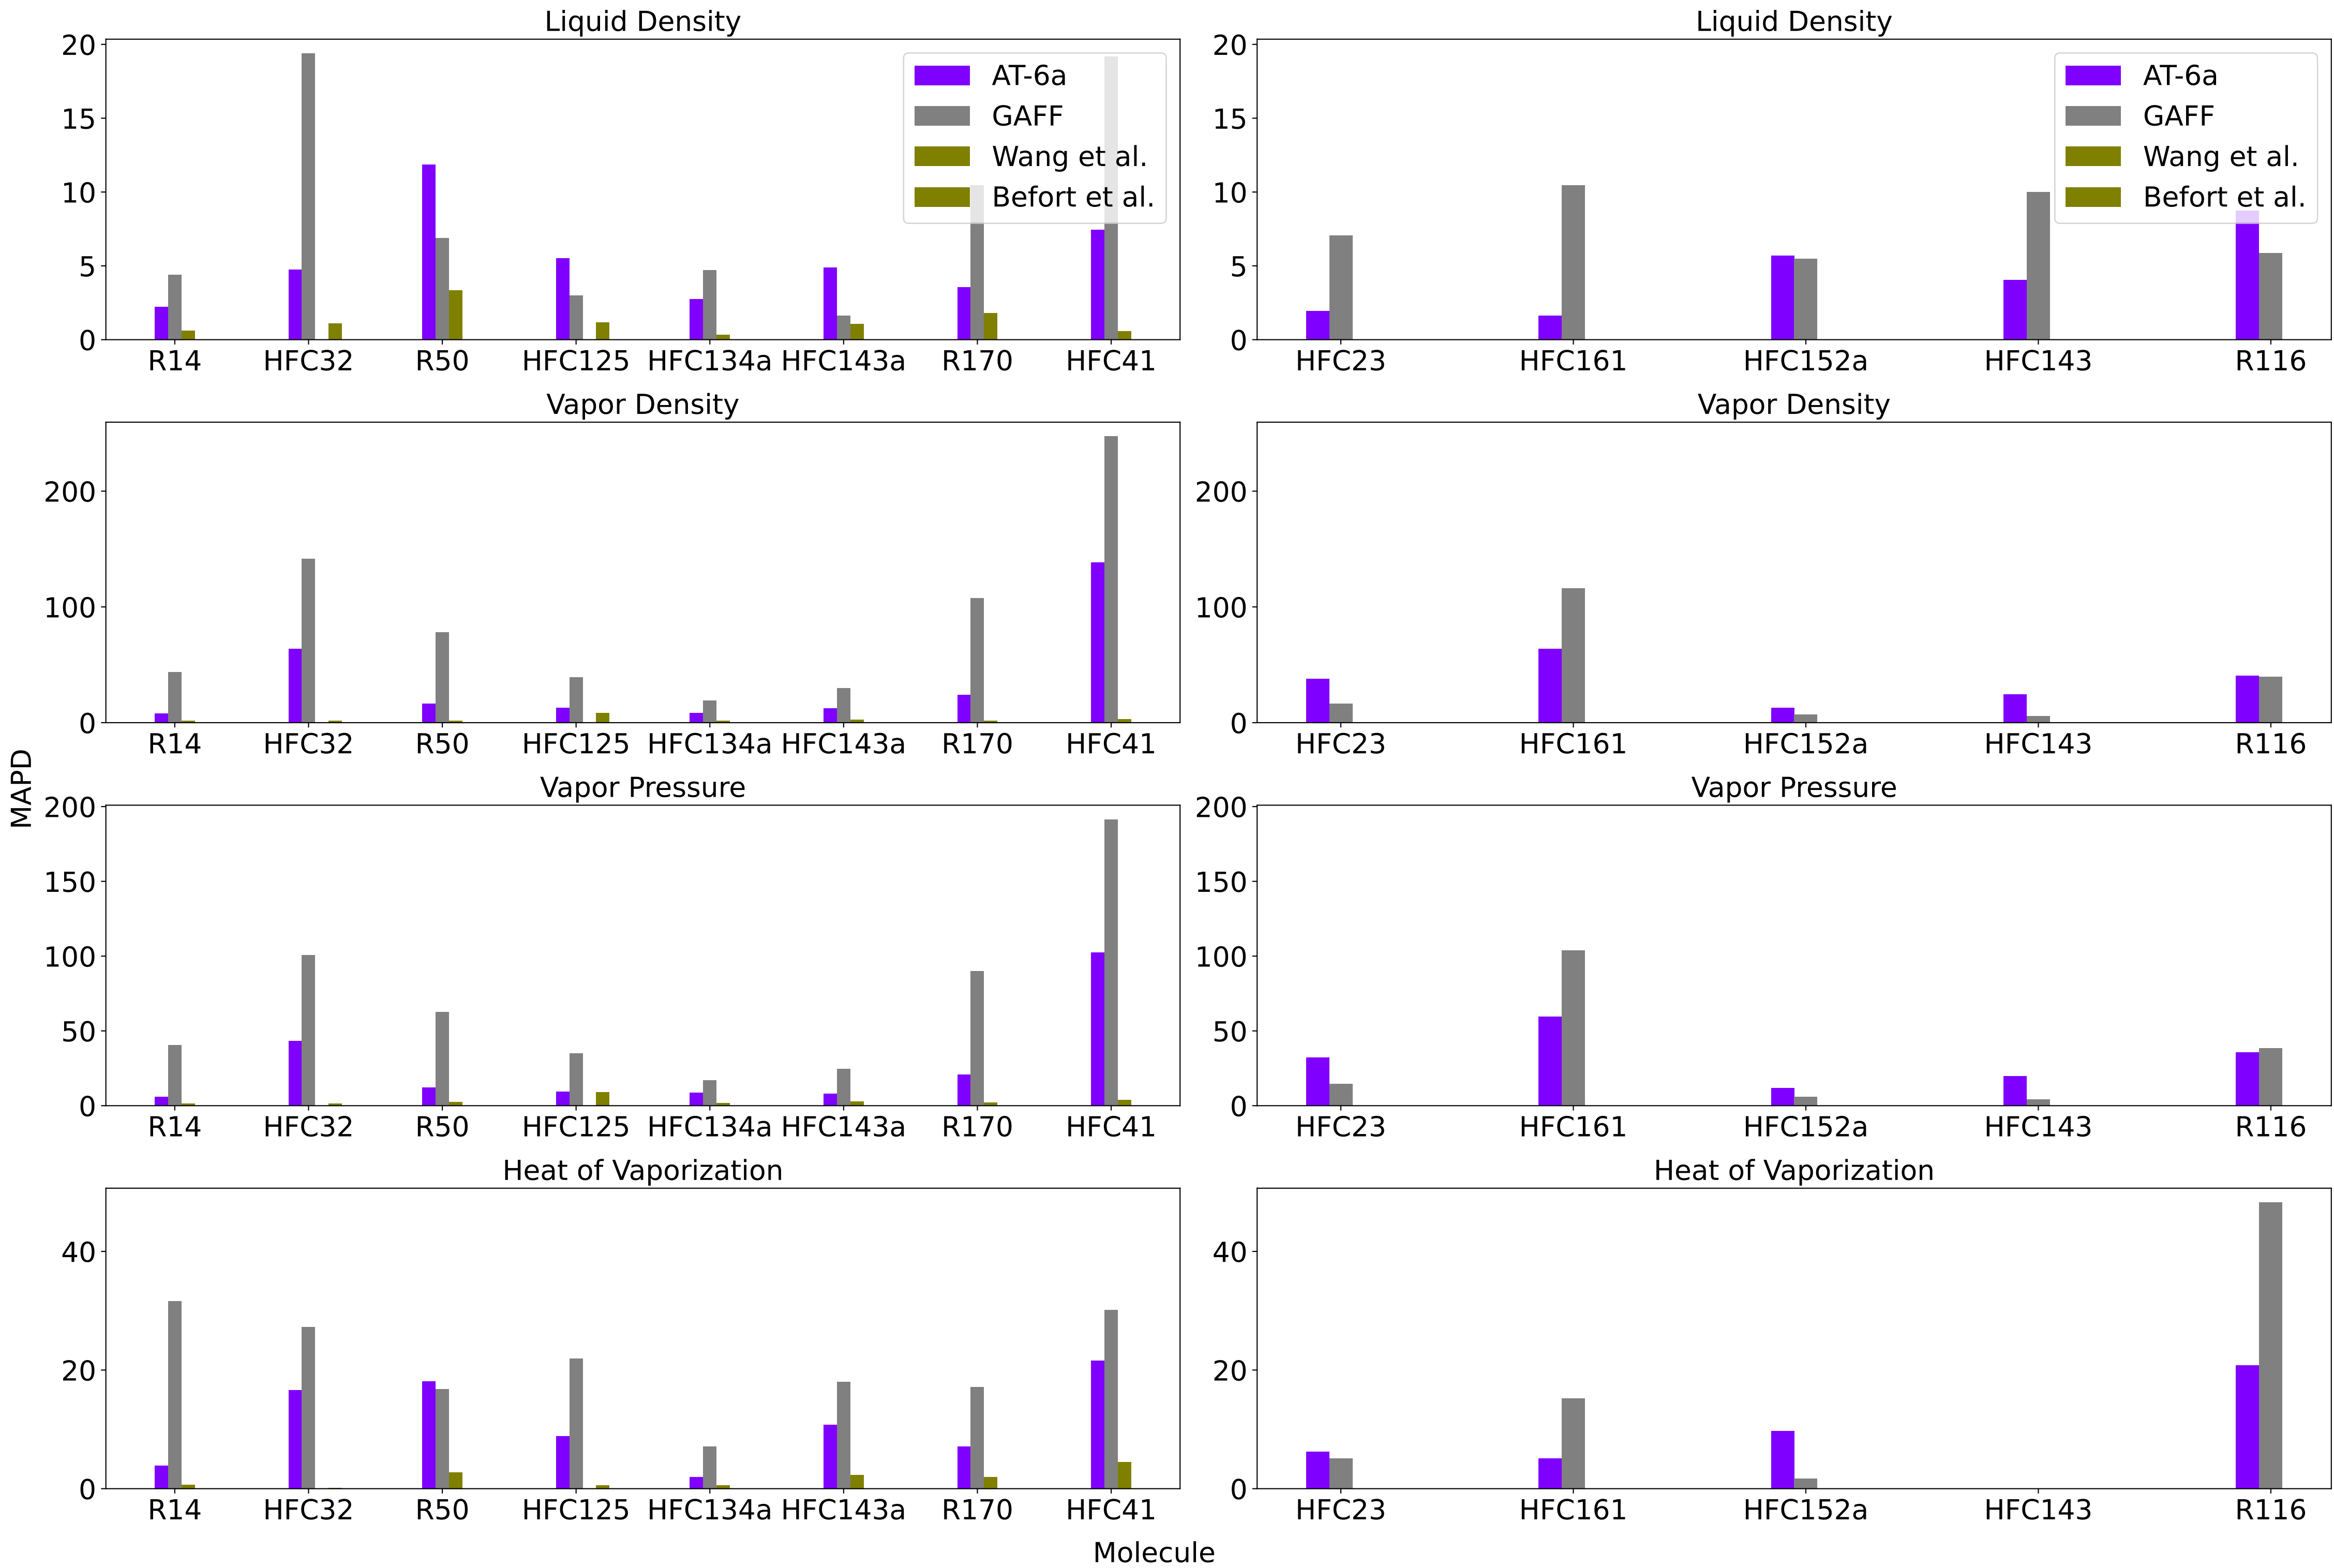 Liquid Density
20
15
10
5
0
AT-6a
GAFF
Wang et al.
Befort et al.
R14 HFC32 R50 HFC125 HFC134a HFC143a R170 HFC41
Liquid Density
20
15
10
5
0
AT-6a
GAFF
Wang et al.
Befort et al.
HFC23 HFC161 HFC152a HFC143 R116
Vapor Density
200
100
0
R14 HFC32 R50 HFC125 HFC134a HFC143a R170 HFC41
Vapor Density
200
100
0
HFC23 HFC161 HFC152a HFC143 R116
MAPD
Vapor Pressure
200
150
100
50
0
R14 HFC32 R50 HFC125 HFC134a HFC143a R170 HFC41
Vapor Pressure
200
150
100
50
0
HFC23 HFC161 HFC152a HFC143 R116
Heat of Vaporization
40
20
0
R14 HFC32 R50 HFC125 HFC134a HFC143a R170 HFC41
Heat of Vaporization
40
20
0
HFC23 HFC161 HFC152a HFC143 R116
Molecule